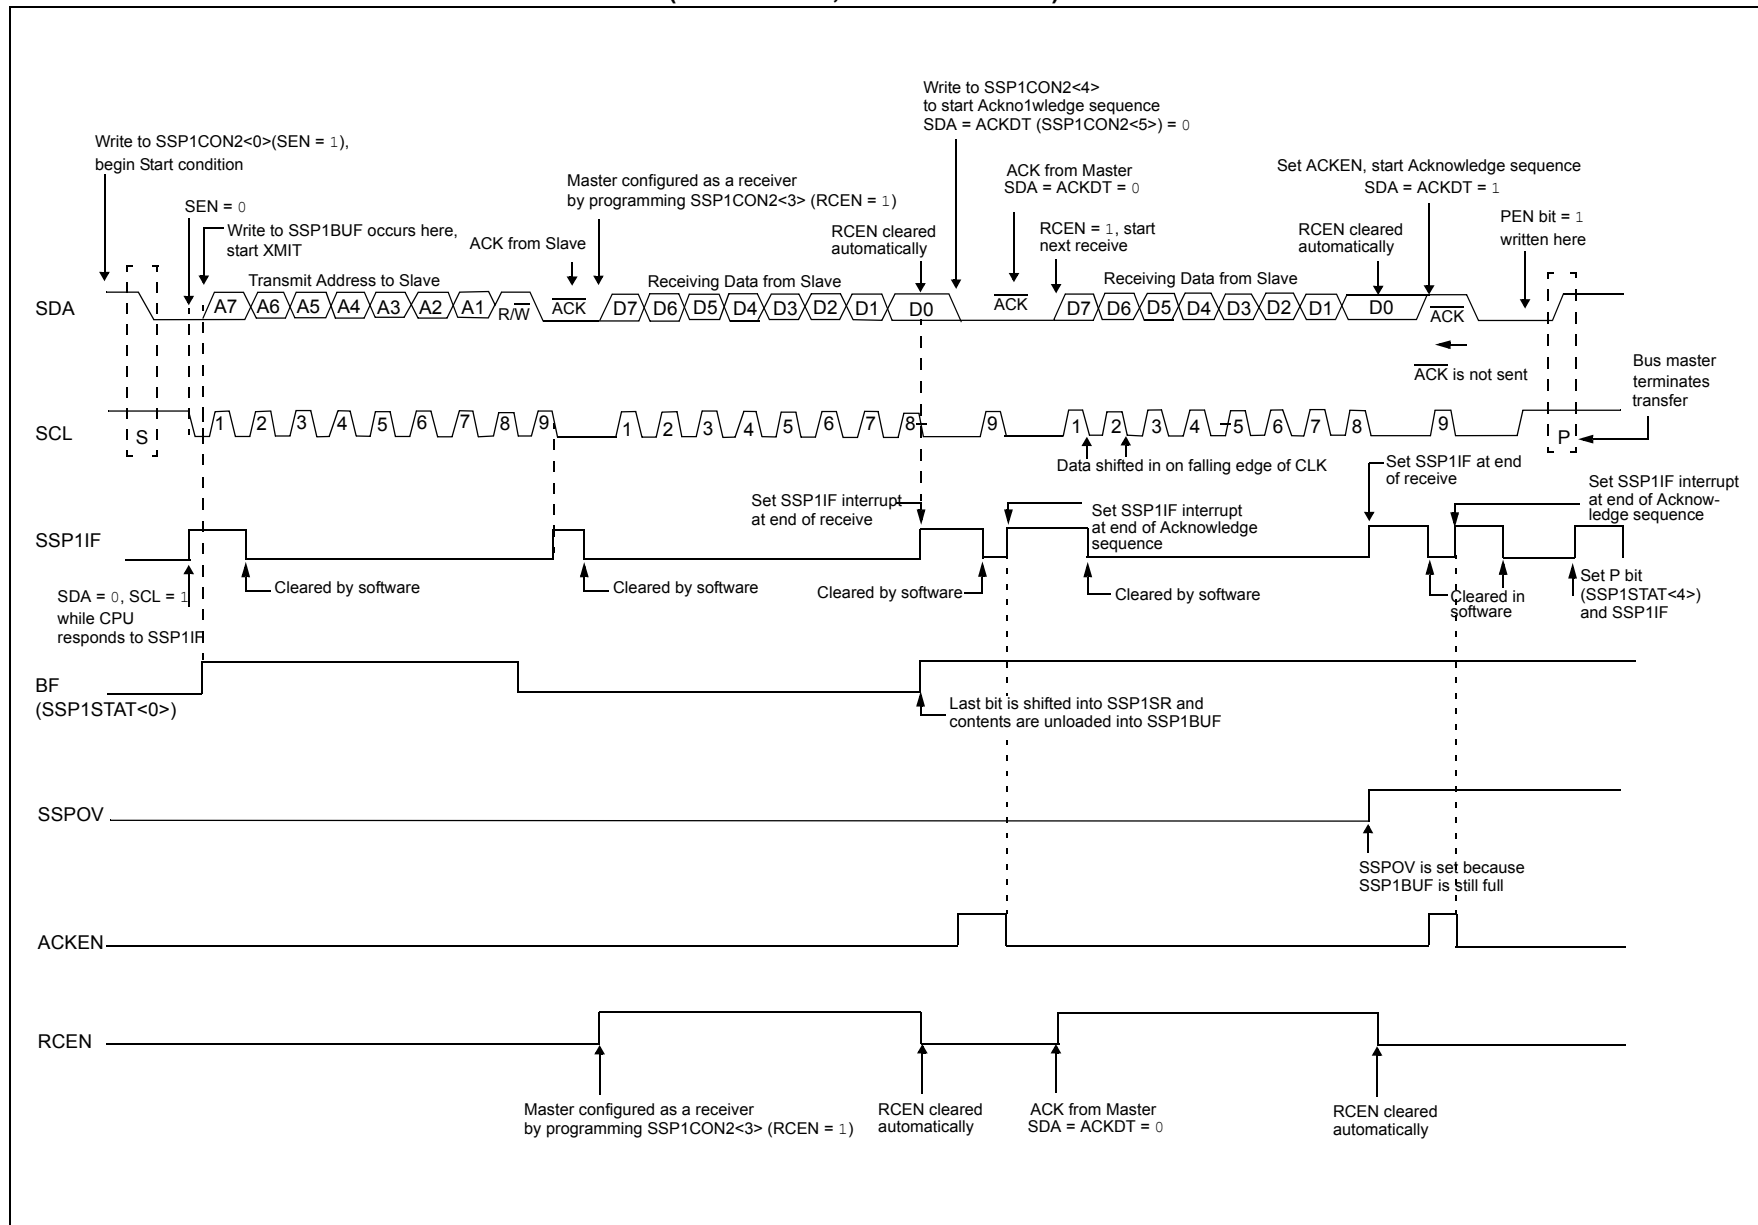 Write to SSP1CON2<4>
to start Ackno1wledge sequence
SDA = ACKDT (SSP1CON2<5>) = 0
Write to SSP1CON2<0>(SEN = 1),
begin Start condition
ACK from Master
SDA = ACKDT = 0
Set ACKEN, start Acknowledge sequence
SDA = ACKDT = 1
Master configured as a receiver
by programming SSP1CON2<3> (RCEN = 1)
SEN = 0
PEN bit = 1
written here
Write to SSP1BUF occurs here,
start XMIT
ACK from Slave
RCEN cleared
automatically
RCEN = 1, start
next receive
RCEN cleared
automatically
Transmit Address to Slave
Receiving Data from Slave
Receiving Data from Slave
SDA
A7 A6 A5 A4 A3 A2 A1 R/W ACK D7 D6 D5 D4 D3 D2 D1 D0 ACK D7 D6 D5 D4 D3 D2 D1 D0 ACK
ACK is not sent
Bus master
terminates
transfer
SCL
S 1 2 3 4 5 6 7 8 9 1 2 3 4 5 6 7 8 9 1 2 3 4 5 6 7 8 9 P
Data shifted in on falling edge of CLK
Set SSP1IF at end
of receive
Set SSP1IF interrupt
at end of receive
Set SSP1IF interrupt
at end of Acknowledge
sequence
Set SSP1IF interrupt
at end of Acknow-
ledge sequence
SSP1IF
Cleared by software
Cleared by software
Cleared by software
Cleared by software
Cleared in
software
Set P bit
(SSP1STAT<4>)
and SSP1IF
SDA = 0, SCL = 1
while CPU
responds to SSP1IF
BF
(SSP1STAT<0>)
Last bit is shifted into SSP1SR and
contents are unloaded into SSP1BUF
SSPOV
SSPOV is set because
SSP1BUF is still full
ACKEN
RCEN
Master configured as a receiver
by programming SSP1CON2<3> (RCEN = 1)
RCEN cleared
automatically
ACK from Master
SDA = ACKDT = 0
RCEN cleared
automatically